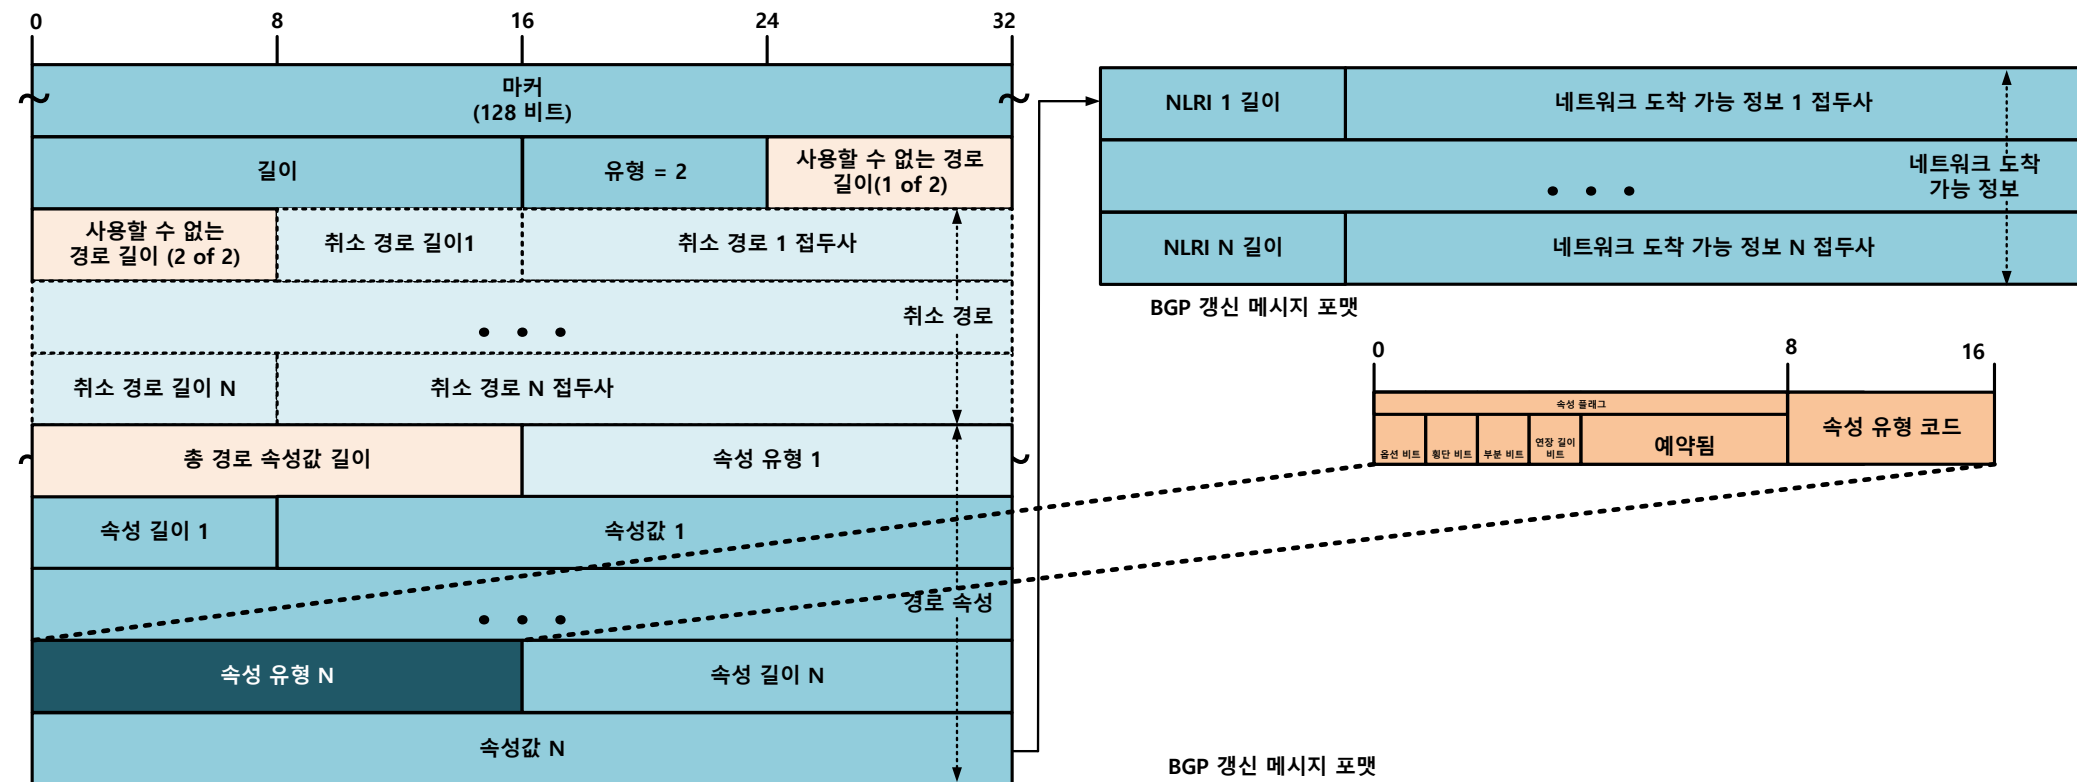 0
8
16
24
32
마커
(128 비트)
길이
유형 = 2
사용할 수 없는 경로
길이(1 of 2)
사용할 수 없는
경로 길이 (2 of 2)
취소 경로 길이1
취소 경로 1 접두사
취소 경로
취소 경로 길이 N
취소 경로 N 접두사
총 경로 속성값 길이
속성 유형 1
속성 길이 1
속성값 1
경로 속성
속성 유형 N
속성 길이 N
속성값 N
NLRI 1 길이
네트워크 도착 가능 정보 1 접두사
네트워크 도착
가능 정보
NLRI N 길이
네트워크 도착 가능 정보 N 접두사
BGP 갱신 메시지 포맷
0
8
16
속성 플래그
속성 유형 코드
옵션 비트
횡단 비트
부분 비트
연장 길이
비트
예약됨
BGP 갱신 메시지 포맷